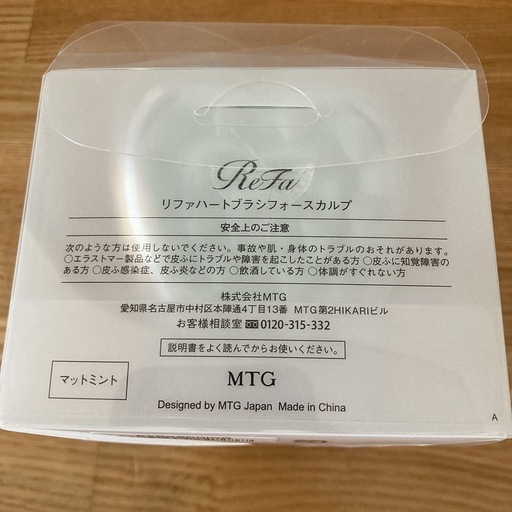 ReFa
リファハートブラシフォースカルプ
安全上のご注意
次のような方は使用しないでください。事故や肌・身体のトラブルのおそれがあります。
○エラストマー製品などで皮ふにトラブルや障害を起こしたことがある方 ○皮ふに知覚障害の
ある方 ○皮ふ感染症、皮ふ炎などの方 ○飲酒している方 ○体調がすぐれない方
株式会社MTG
愛知県名古屋市中村区本陣通4丁目13番 MTG第2HIKARIビル
お客様相談室 0120-315-332
説明書をよく読んでからお使いください。
マットミント
MTG
Designed by MTG Japan Made in China
A